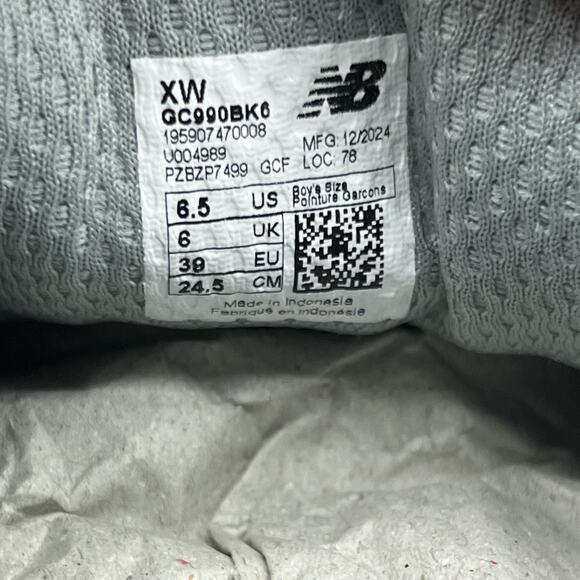 XW
NB
GC990BK6
195907470008
U004989
MFG: 12/2024
PZBZP7499 GCF LOC: 78
6.5 US
Boy's Size
Pointure Garcons
6 UK
39 EU
24.5 CM
Made in Indonesia
Fabriqué en Indonésie